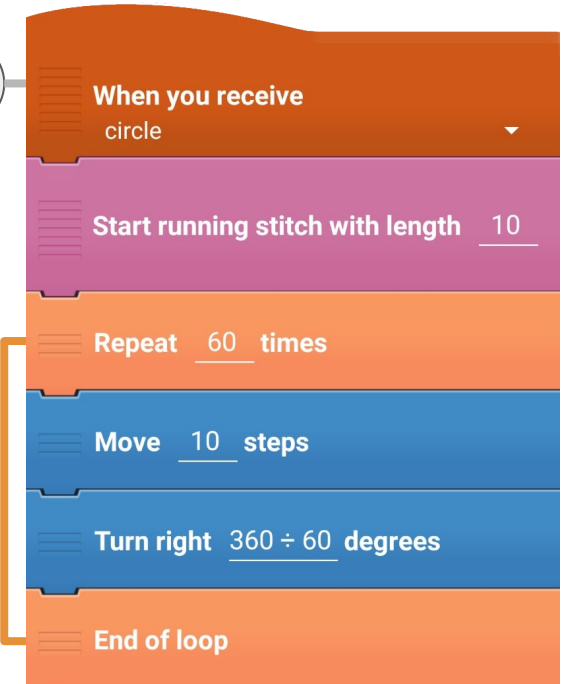 When you receive
circle
Start running stitch with length 10
Repeat 60 times
Move 10 steps
Turn right 360 ÷ 60 degrees
End of loop